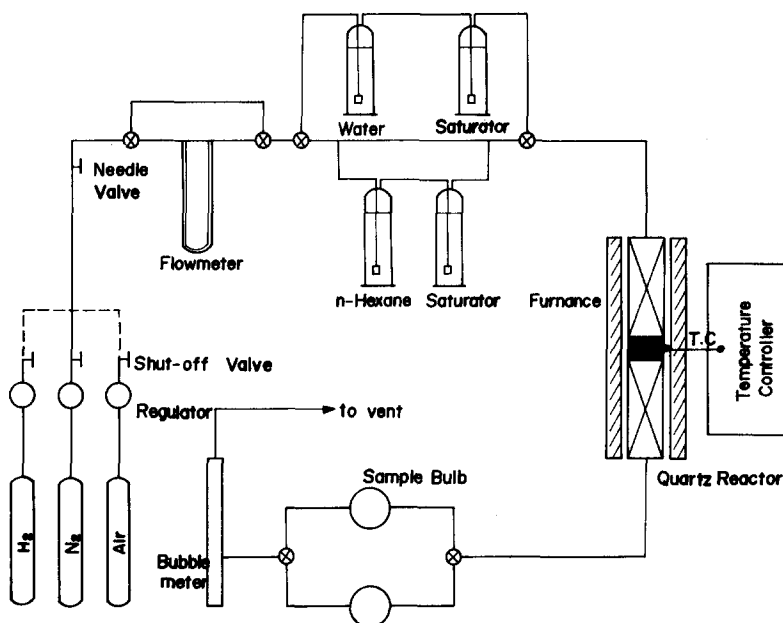 Water
Saturator
Needle
Valve
Flowmeter
n-Hexane
Saturator
Furnance
T.C
Temperature
Controller
Shut-off Valve
Regulator
to vent
Sample Bulb
Quartz Reactor
H2
N2
Air
Bubble
meter